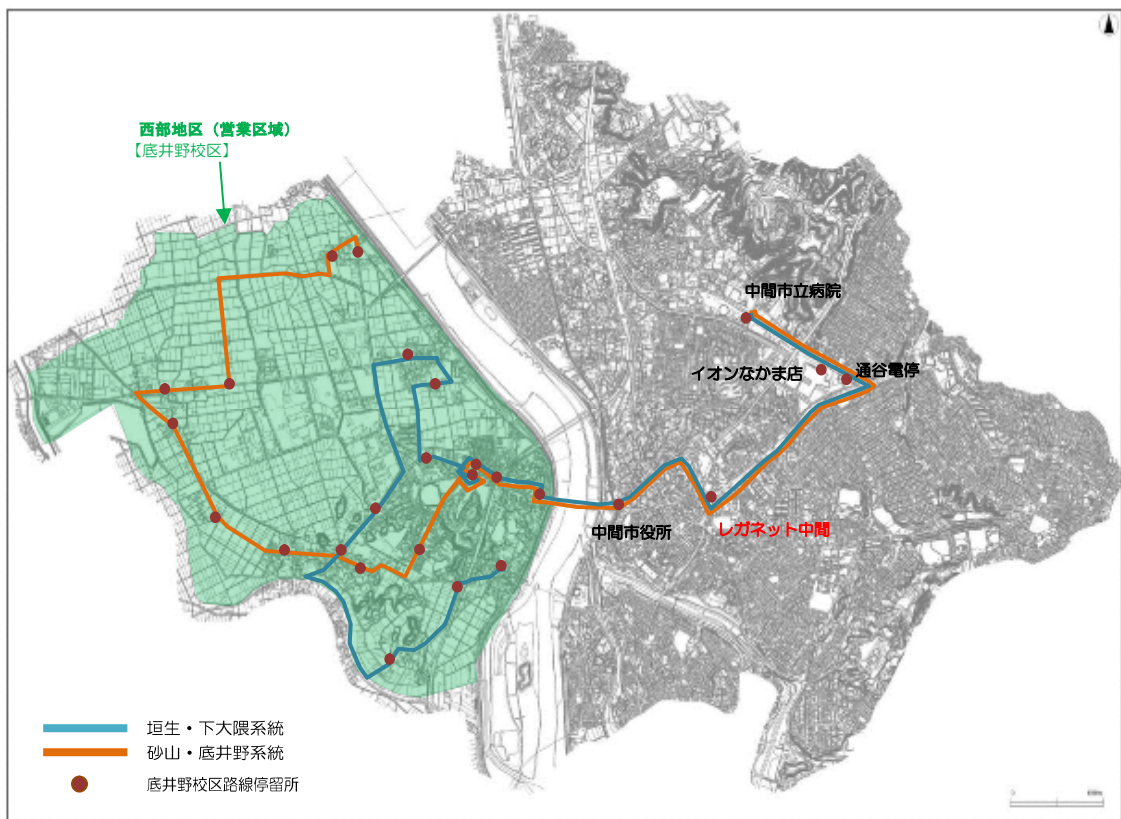 西部地区（営業区域）
【底井野校区】
中間市立病院
イオンなかま店
通谷電停
中間市役所
レガネット中間
垣生・下大隈系統
砂山・底井野系統
底井野校区路線停留所
0